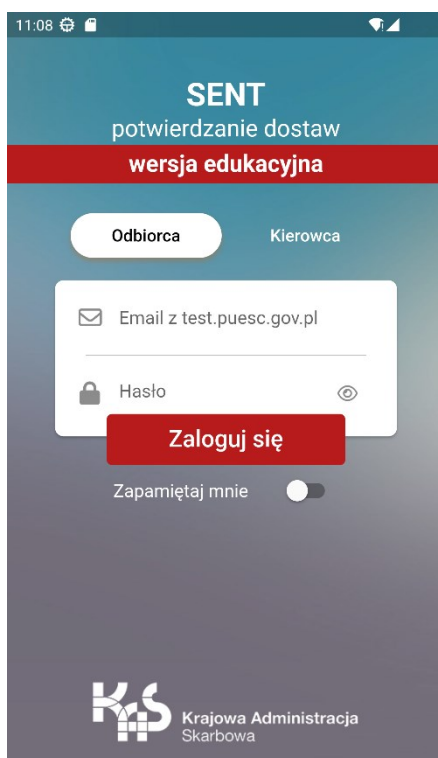 11:08
SENT
potwierdzanie dostaw
wersja edukacyjna
Odbiorca Kierowca
Email z test.puesc.gov.pl
Hasło
Zaloguj się
Zapamiętaj mnie
KAS Krajowa Administracja
Skarbowa